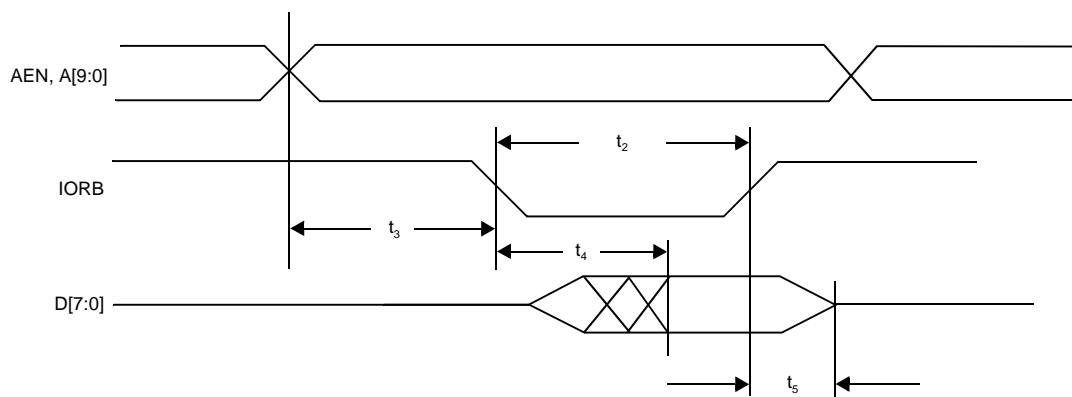 AEN, A[9:0]
t₂
IORB
t₃
t₄
D[7:0]
t₅